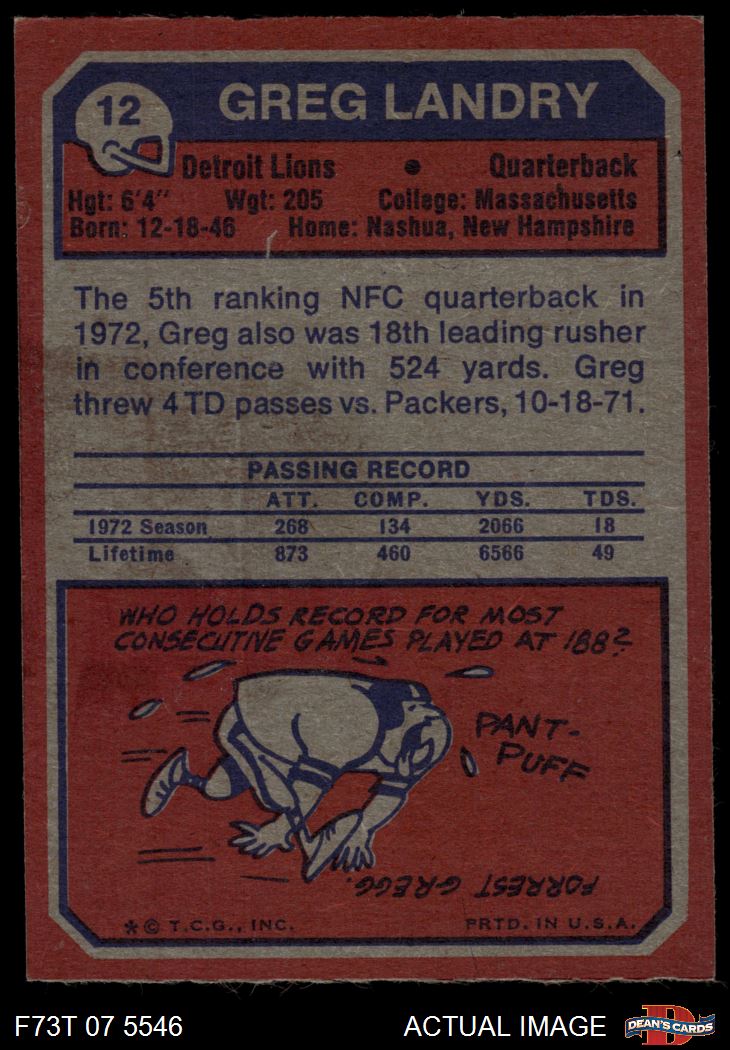 12
GREG LANDRY
Detroit Lions • Quarterback
Hgt: 6'4" Wgt: 205 College: Massachusetts
Born: 12-18-46 Home: Nashua, New Hampshire
The 5th ranking NFC quarterback in
1972, Greg also was 18th leading rusher
in conference with 524 yards. Greg
threw 4 TD passes vs. Packers, 10-18-71.
PASSING RECORD
ATT. COMP. YDS. TDS.
1972 Season 268 134 2066 18
Lifetime 873 460 6566 49
WHO HOLDS RECORD FOR MOST
CONSECUTIVE GAMES PLAYED AT 188?
PANT-
PUFF
FORREST GREGG.
* © T.C.G., INC. PRTD. IN U.S.A.
F73T 07 5546 ACTUAL IMAGE D DEAN'S CARDS